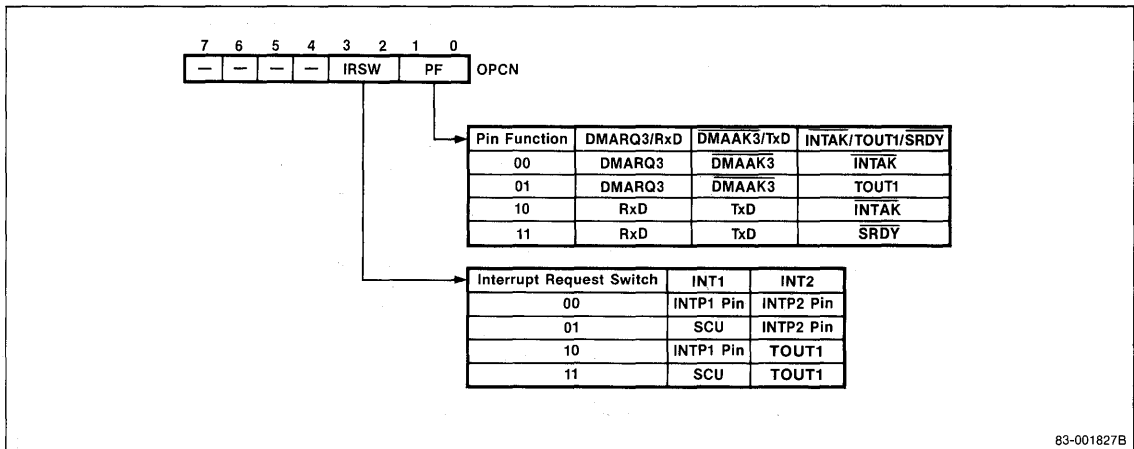 7 6 5 4 3 2 1 0
— — — — IRSW PF OPCN
Pin Function DMARQ3/RxD DMAAK3/TxD INTAK/TOUT1/SRDY
00 DMARQ3 DMAAK3 INTAK
01 DMARQ3 DMAAK3 TOUT1
10 RxD TxD INTAK
11 RxD TxD SRDY
Interrupt Request Switch INT1 INT2
00 INTP1 Pin INTP2 Pin
01 SCU INTP2 Pin
10 INTP1 Pin TOUT1
11 SCU TOUT1
83-001827B